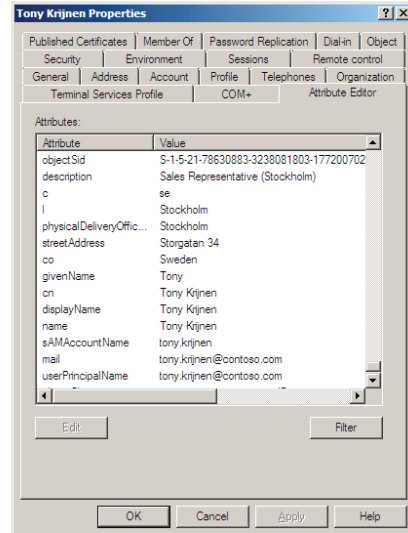 Tony Krijnen Properties
Published Certificates Member Of Password Replication Dial-in Object
Security Environment Sessions Remote control
General Address Account Profile Telephones Organization
Terminal Services Profile COM+ Attribute Editor
Attributes:
Attribute Value
objectSid S-1-5-21-78630883-3238081803-177200702
description Sales Representative (Stockholm)
c se
l Stockholm
physicalDeliveryOffic... Stockholm
streetAddress Storgatan 34
co Sweden
givenName Tony
cn Tony Krijnen
displayName Tony Krijnen
name Tony Krijnen
sAMAccountName tony.krijnen
mail tony.krijnen@contoso.com
userPrincipalName tony.krijnen@contoso.com
Edit Filter
OK Cancel Apply Help